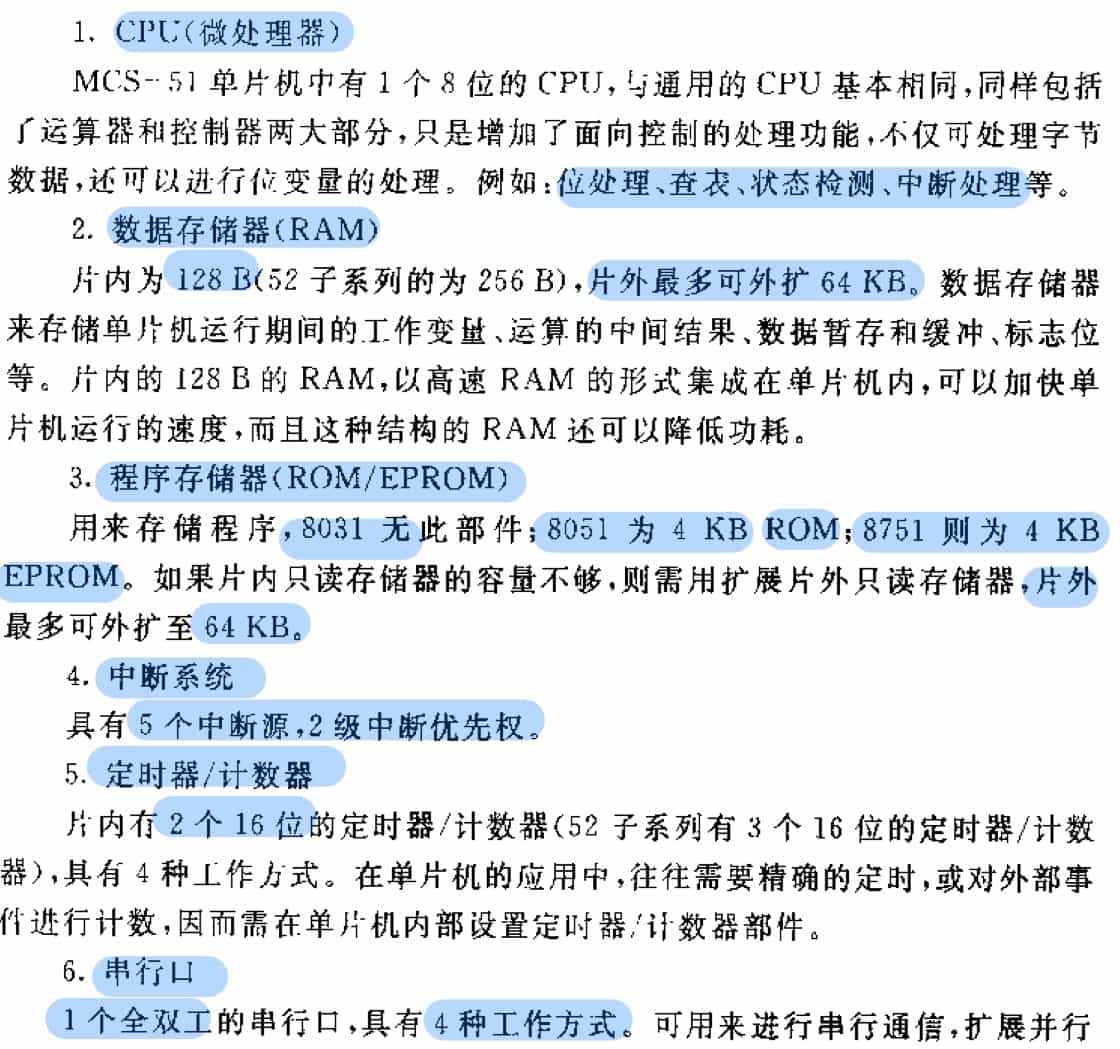 1. CPU(微处理器)
MCS-51 单片机中有 1 个 8 位的 CPU,与通用的 CPU 基本相同,同样包括
了运算器和控制器两大部分,只是增加了面向控制的处理功能,不仅可处理字节
数据,还可以进行位变量的处理。例如:位处理、查表、状态检测、中断处理等。
2. 数据存储器(RAM)
片内为 128 B(52 子系列的为 256 B),片外最多可外扩 64 KB。数据存储器
来存储单片机运行期间的工作变量、运算的中间结果、数据暂存和缓冲、标志位
等。片内的 128 B 的 RAM,以高速 RAM 的形式集成在单片机内,可以加快单
片机运行的速度,而且这种结构的 RAM 还可以降低功耗。
3. 程序存储器(ROM/EPROM)
用来存储程序,8031 无此部件;8051 为 4 KB ROM;8751 则为 4 KB
EPROM。如果片内只读存储器的容量不够,则需用扩展片外只读存储器,片外
最多可外扩至 64 KB。
4. 中断系统
具有 5 个中断源,2 级中断优先权。
5. 定时器/计数器
片内有 2 个 16 位的定时器/计数器(52 子系列有 3 个 16 位的定时器/计数
器),具有 4 种工作方式。在单片机的应用中,往往需要精确的定时,或对外部事
件进行计数,因而需在单片机内部设置定时器/计数器部件。
6. 串行口
1 个全双工的串行口,具有 4 种工作方式。可用来进行串行通信,扩展并行